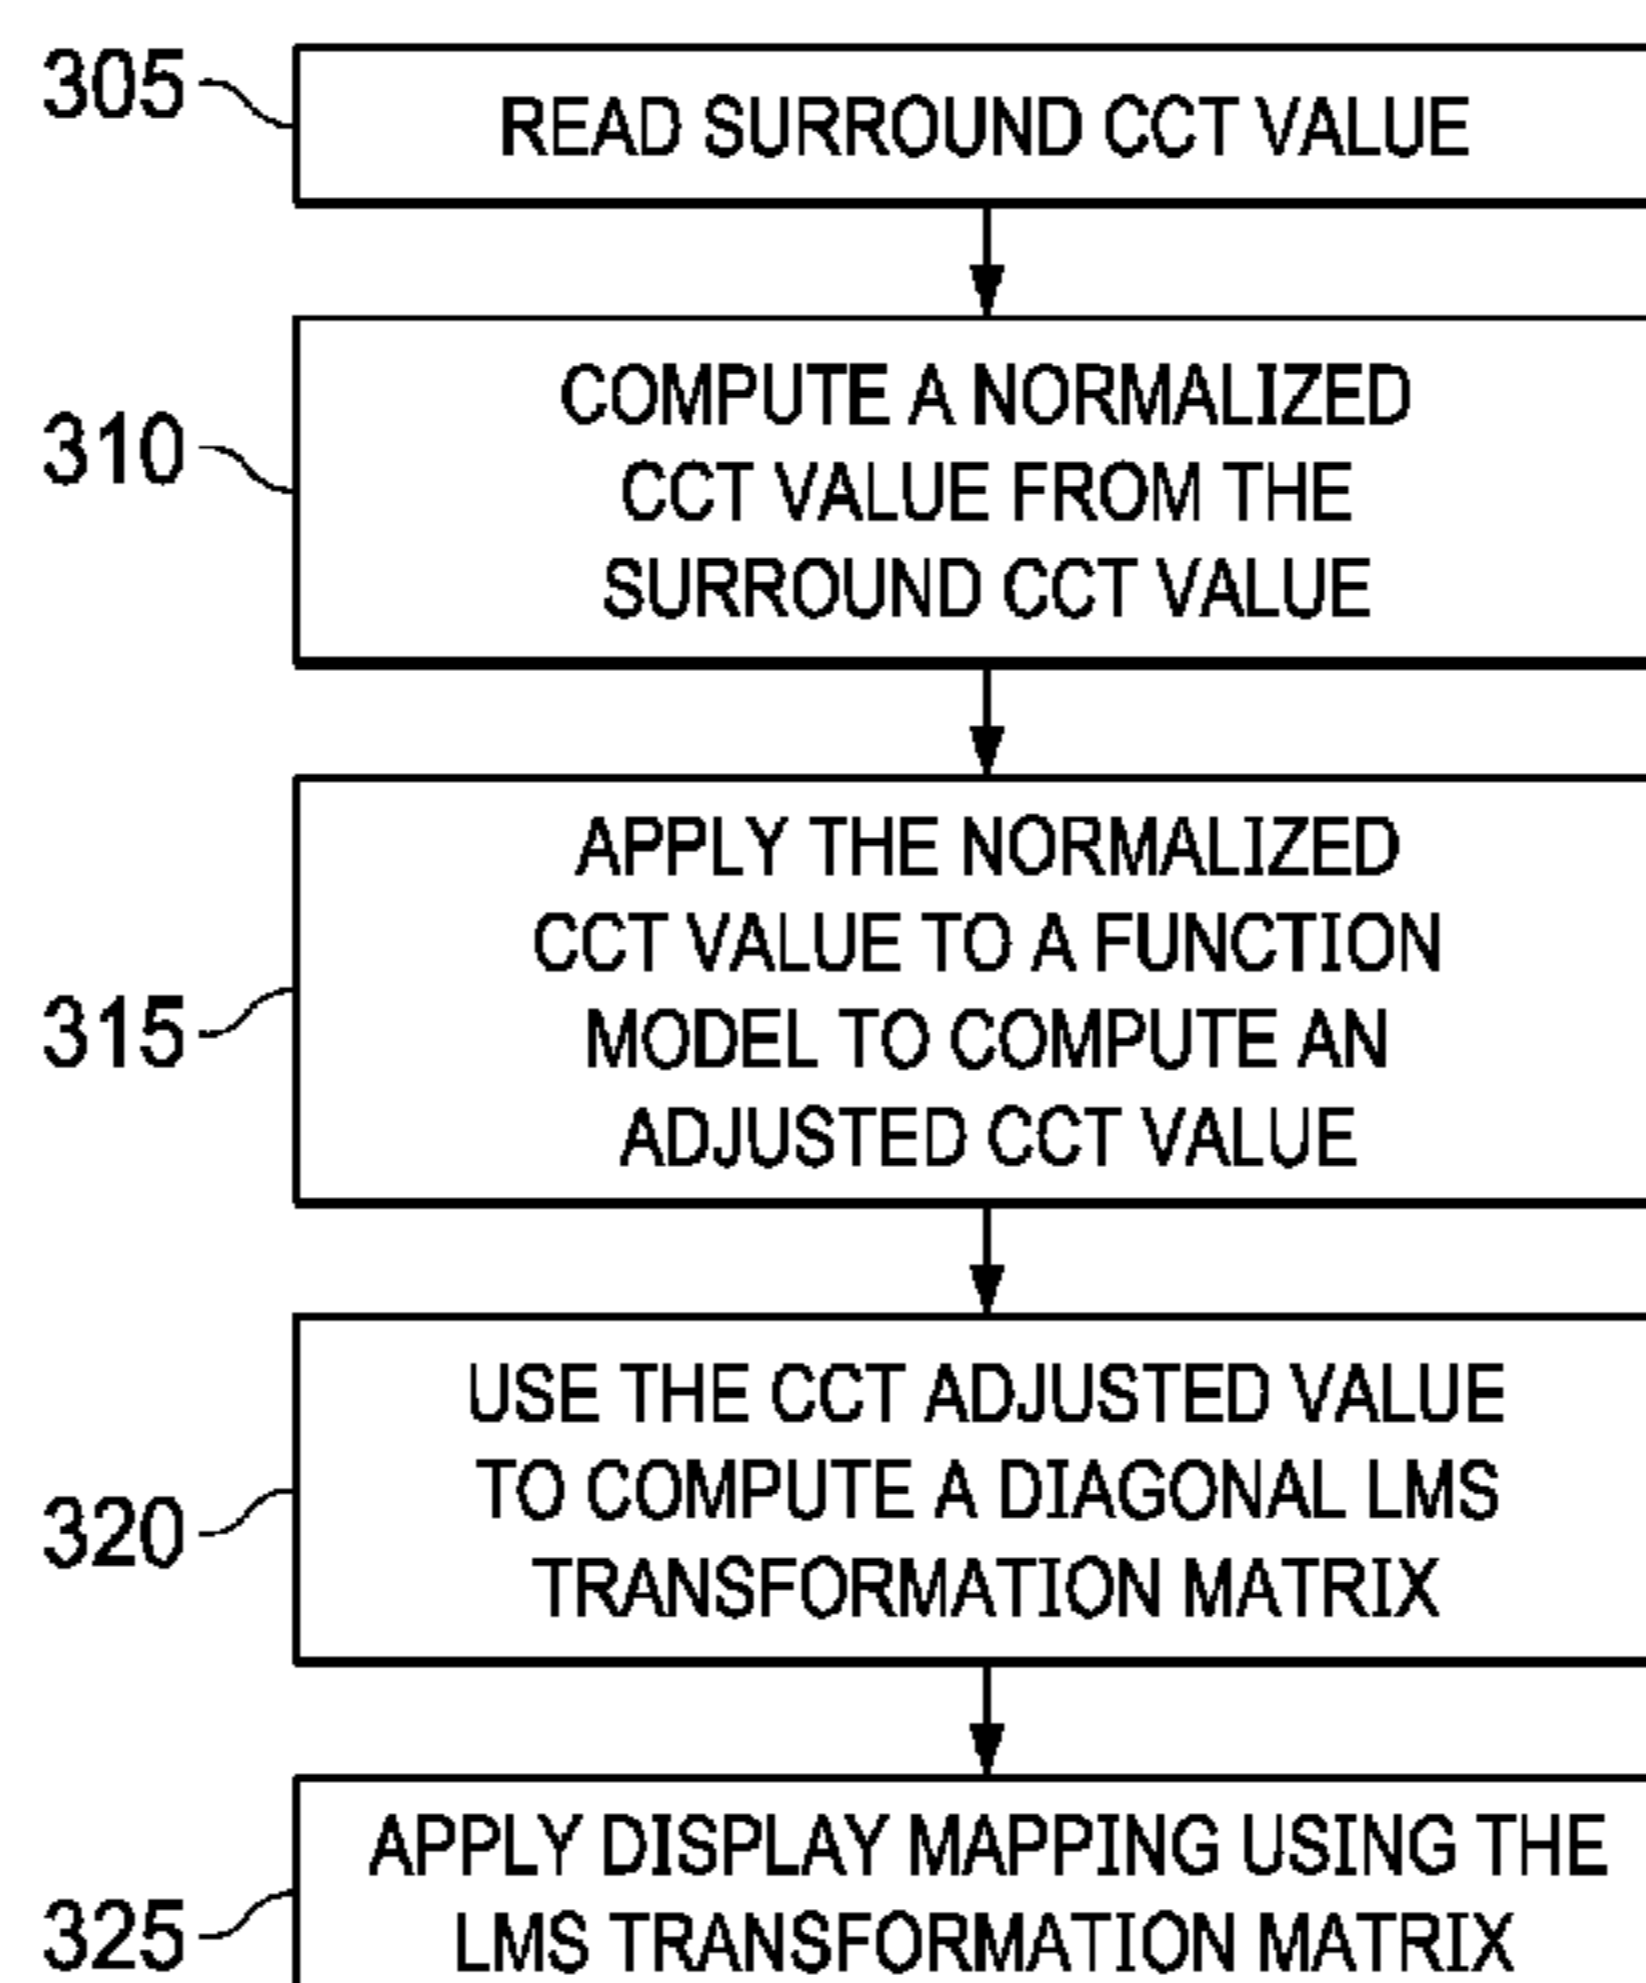 305
READ SURROUND CCT VALUE
310
COMPUTE A NORMALIZED
CCT VALUE FROM THE
SURROUND CCT VALUE
315
APPLY THE NORMALIZED
CCT VALUE TO A FUNCTION
MODEL TO COMPUTE AN
ADJUSTED CCT VALUE
320
USE THE CCT ADJUSTED VALUE
TO COMPUTE A DIAGONAL LMS
TRANSFORMATION MATRIX
325
APPLY DISPLAY MAPPING USING THE
LMS TRANSFORMATION MATRIX